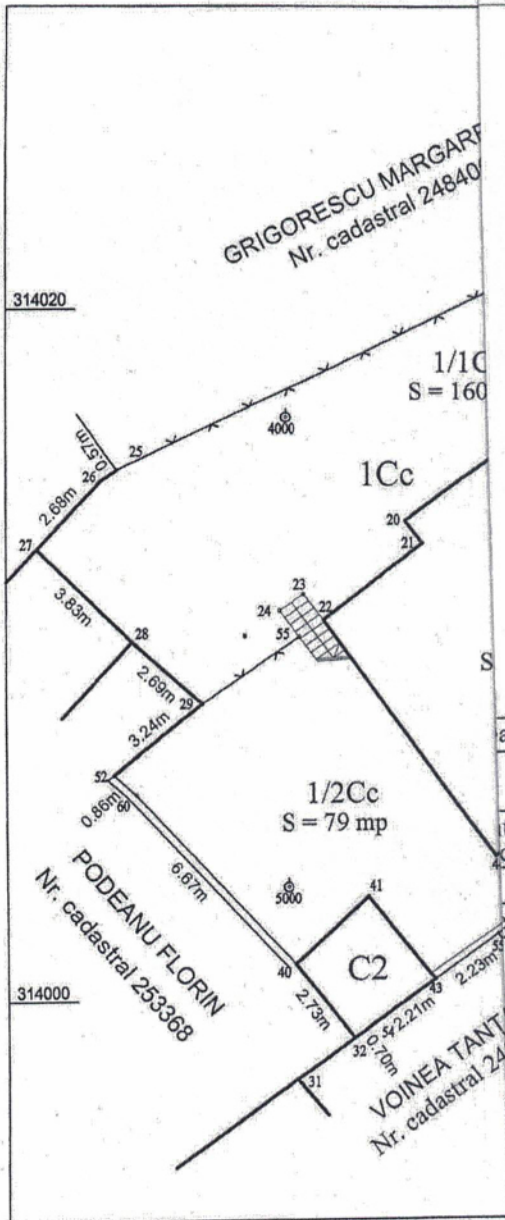 GRIGORESCU MARGAR
Nr. cadastral 24840
314020
1/1C
S = 160
4000
25
0.57m
26
1Cc
2.68m
20
27
21
3.83m
23
24
22
28
55
2.69m
S
29
3.24m
52
1/2Cc
0.86m
60
S = 79 mp
6.67m
PODEANU FLORIN
Nr. cadastral 253368
5000
41
40
C2
43
2.23m
314000
2.73m
2.21m
54
32
0.70m
31
VOINEA TANT
Nr. cadastral 24